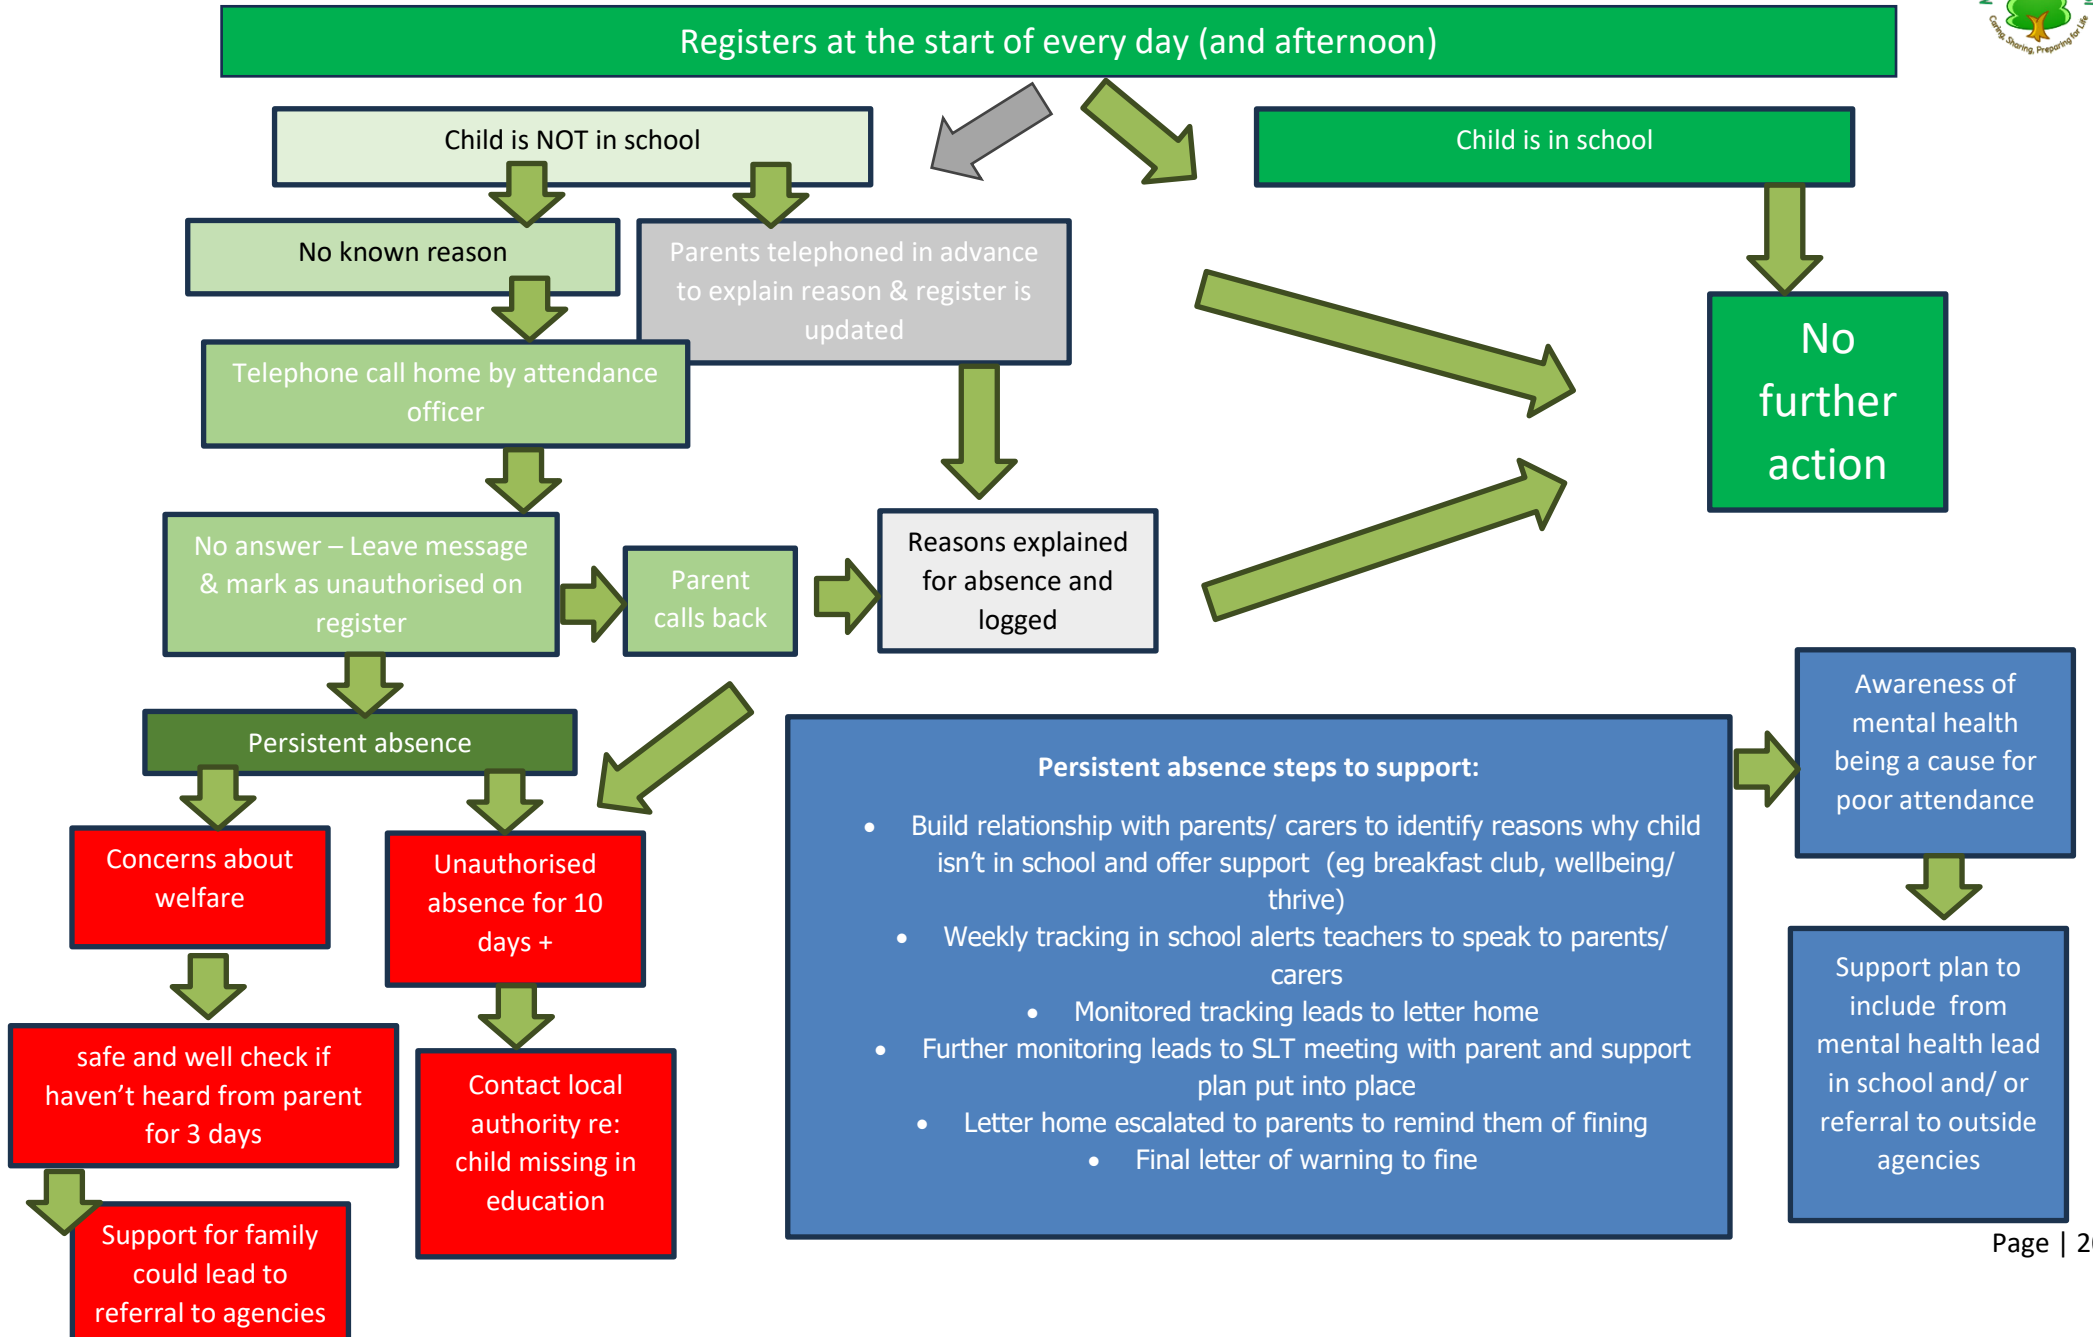 Caring, Sharing, Preparing for Life
Registers at the start of every day (and afternoon)
Child is NOT in school
Child is in school
No known reason
Parents telephoned in advance
to explain reason & register is
updated
Telephone call home by attendance
officer
No
further
action
No answer – Leave message
& mark as unauthorised on
register
Parent
calls back
Reasons explained
for absence and
logged
Persistent absence
Concerns about
welfare
Unauthorised
absence for 10
days +
safe and well check if
haven’t heard from parent
for 3 days
Contact local
authority re:
child missing in
education
Support for family
could lead to
referral to agencies
Persistent absence steps to support:
• Build relationship with parents/ carers to identify reasons why child
isn’t in school and offer support (eg breakfast club, wellbeing/
thrive)
• Weekly tracking in school alerts teachers to speak to parents/
carers
• Monitored tracking leads to letter home
• Further monitoring leads to SLT meeting with parent and support
plan put into place
• Letter home escalated to parents to remind them of fining
• Final letter of warning to fine
Awareness of
mental health
being a cause for
poor attendance
Support plan to
include from
mental health lead
in school and/ or
referral to outside
agencies
Page | 2